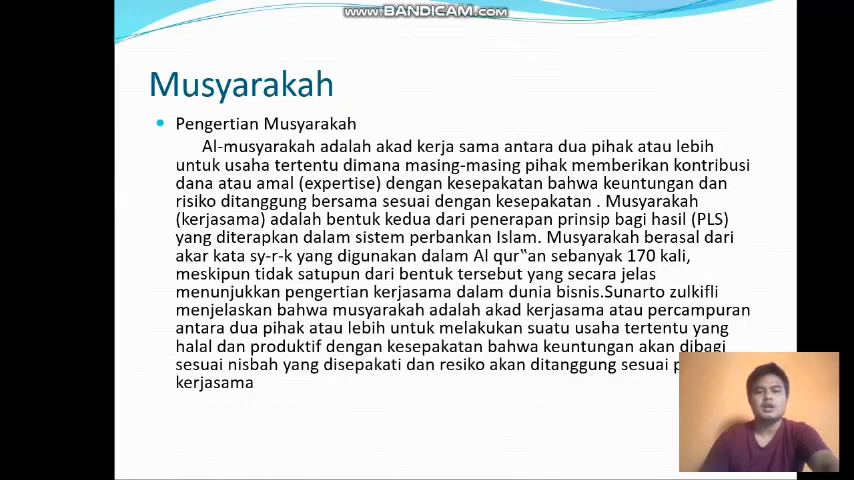 www.BANDICAM.com
Musyarakah
Pengertian Musyarakah
Al-musyarakah adalah akad kerja sama antara dua pihak atau lebih
untuk usaha tertentu dimana masing-masing pihak memberikan kontribusi
dana atau amal (expertise) dengan kesepakatan bahwa keuntungan dan
risiko ditanggung bersama sesuai dengan kesepakatan . Musyarakah
(kerjasama) adalah bentuk kedua dari penerapan prinsip bagi hasil (PLS)
yang diterapkan dalam sistem perbankan Islam. Musyarakah berasal dari
akar kata sy-r-k yang digunakan dalam Al qur‟an sebanyak 170 kali,
meskipun tidak satupun dari bentuk tersebut yang secara jelas
menunjukkan pengertian kerjasama dalam dunia bisnis.Sunarto zulkifli
menjelaskan bahwa musyarakah adalah akad kerjasama atau percampuran
antara dua pihak atau lebih untuk melakukan suatu usaha tertentu yang
halal dan produktif dengan kesepakatan bahwa keuntungan akan dibagi
sesuai nisbah yang disepakati dan resiko akan ditanggung sesuai
kerjasama